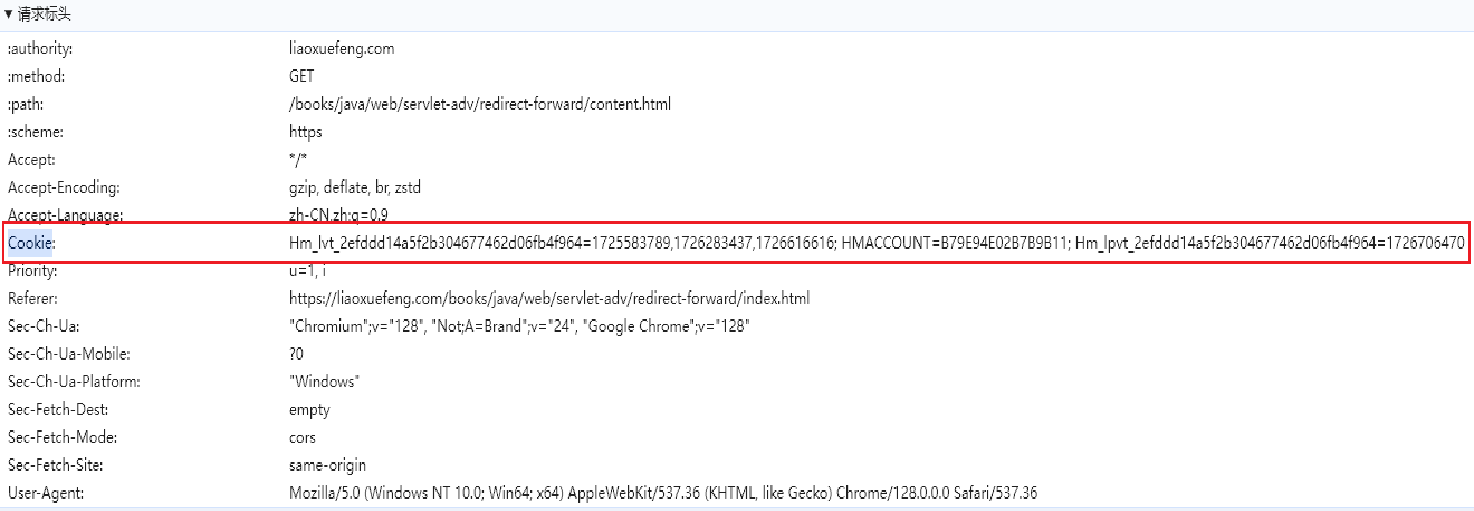 ▼ 请求标头
:authority: liaoxuefeng.com
:method: GET
:path: /books/java/web/servlet-adv/redirect-forward/content.html
:scheme: https
Accept: */*
Accept-Encoding: gzip, deflate, br, zstd
Accept-Language: zh-CN,zh;q=0.9
Cookie: Hm_lvt_2efddd14a5f2b304677462d06fb4f964=1725583789,1726283437,1726616616; HMACCOUNT=B79E94E02B7B9B11; Hm_lpvt_2efddd14a5f2b304677462d06fb4f964=1726706470
Priority: u=1, i
Referer: https://liaoxuefeng.com/books/java/web/servlet-adv/redirect-forward/index.html
Sec-Ch-Ua: "Chromium";v="128", "Not;A=Brand";v="24", "Google Chrome";v="128"
Sec-Ch-Ua-Mobile: ?0
Sec-Ch-Ua-Platform: "Windows"
Sec-Fetch-Dest: empty
Sec-Fetch-Mode: cors
Sec-Fetch-Site: same-origin
User-Agent: Mozilla/5.0 (Windows NT 10.0; Win64; x64) AppleWebKit/537.36 (KHTML, like Gecko) Chrome/128.0.0.0 Safari/537.36